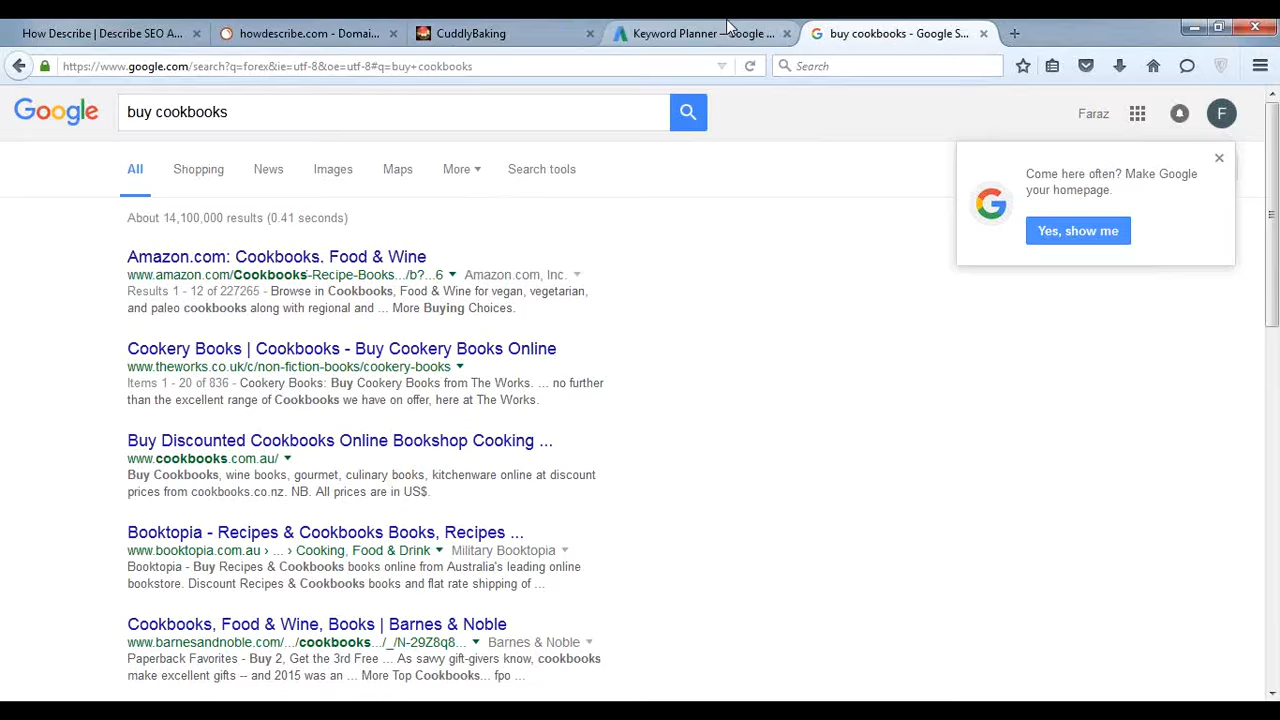 How Describe | Describe SEO A... howdescribe.com - Domai... CuddlyBaking Keyword Planner – Google ... buy cookbooks - Google S...
https://www.google.com/search?q=forex&ie=utf-8&oe=utf-8#q=buy+cookbooks Search
Google buy cookbooks Faraz F
All Shopping News Images Maps More Search tools
Come here often? Make Google
your homepage.
Yes, show me
About 14,100,000 results (0.41 seconds)
Amazon.com: Cookbooks, Food & Wine
www.amazon.com/Cookbooks-Recipe-Books.../b?...6 Amazon.com, Inc.
Results 1 - 12 of 227265 - Browse in Cookbooks, Food & Wine for vegan, vegetarian,
and paleo cookbooks along with regional and ... More Buying Choices.
Cookery Books | Cookbooks - Buy Cookery Books Online
www.theworks.co.uk/c/non-fiction-books/cookery-books
Items 1 - 20 of 836 - Cookery Books: Buy Cookery Books from The Works. ... no further
than the excellent range of Cookbooks we have on offer, here at The Works.
Buy Discounted Cookbooks Online Bookshop Cooking ...
www.cookbooks.com.au/
Buy Cookbooks, wine books, gourmet, culinary books, kitchenware online at discount
prices from cookbooks.co.nz. NB. All prices are in US$.
Booktopia - Recipes & Cookbooks Books, Recipes ...
www.booktopia.com.au › ... › Cooking, Food & Drink Military Booktopia
Booktopia - Buy Recipes & Cookbooks books online from Australia's leading online
bookstore. Discount Recipes & Cookbooks books and flat rate shipping of ...
Cookbooks, Food & Wine, Books | Barnes & Noble
www.barnesandnoble.com/.../cookbooks.../_/N-29Z8q8... Barnes & Noble
Paperback Favorites - Buy 2, Get the 3rd Free ... As savvy gift-givers know, cookbooks
make excellent gifts -- and 2015 was an ... More Top Cookbooks... fpo ...